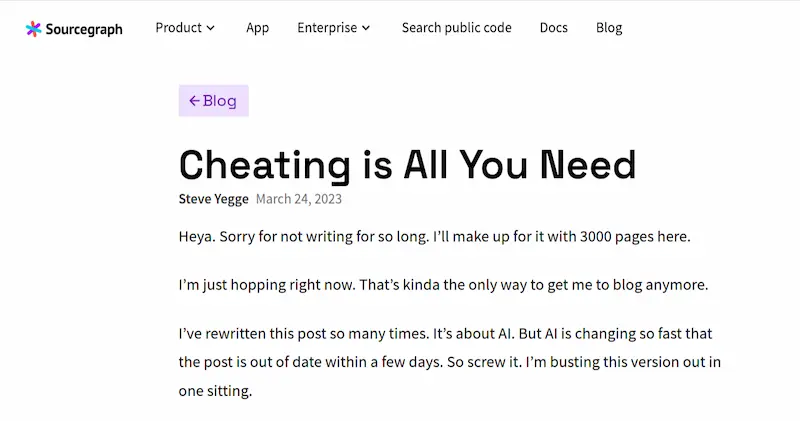 Sourcegraph Product App Enterprise Search public code Docs Blog
←Blog
Cheating is All You Need
Steve Yegge March 24, 2023
Heya. Sorry for not writing for so long. I’ll make up for it with 3000 pages here.
I’m just hopping right now. That’s kinda the only way to get me to blog anymore.
I’ve rewritten this post so many times. It’s about AI. But AI is changing so fast that
the post is out of date within a few days. So screw it. I’m busting this version out in
one sitting.